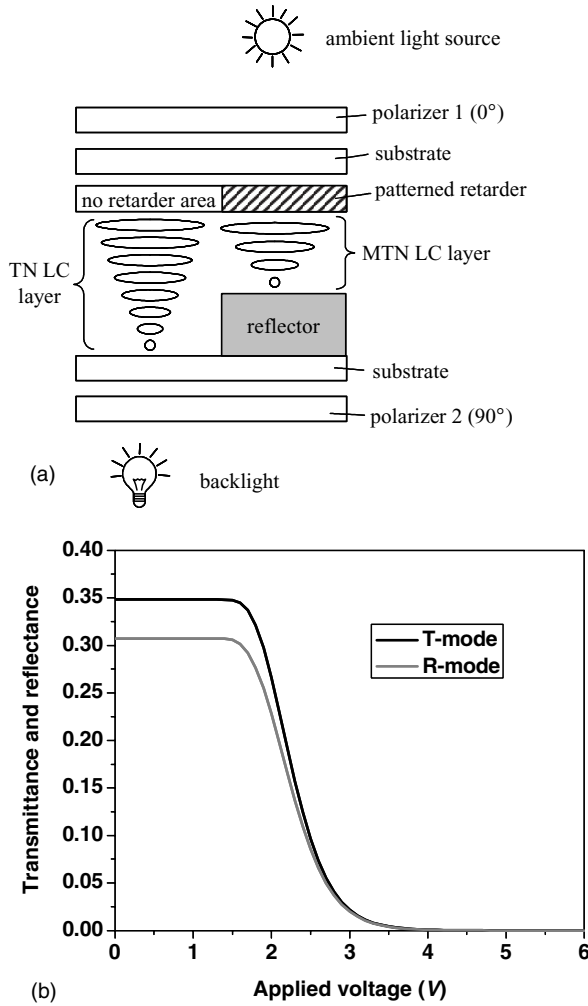 ambient light source
polarizer 1 (0°)
substrate
no retarder area
patterned retarder
TN LC
layer
MTN LC layer
reflector
substrate
polarizer 2 (90°)
(a)
backlight
0.40
0.35
0.30
0.25
0.20
0.15
0.10
0.05
0.00
Transmittance and reflectance
T-mode
R-mode
0 1 2 3 4 5 6
(b)
Applied voltage (V)